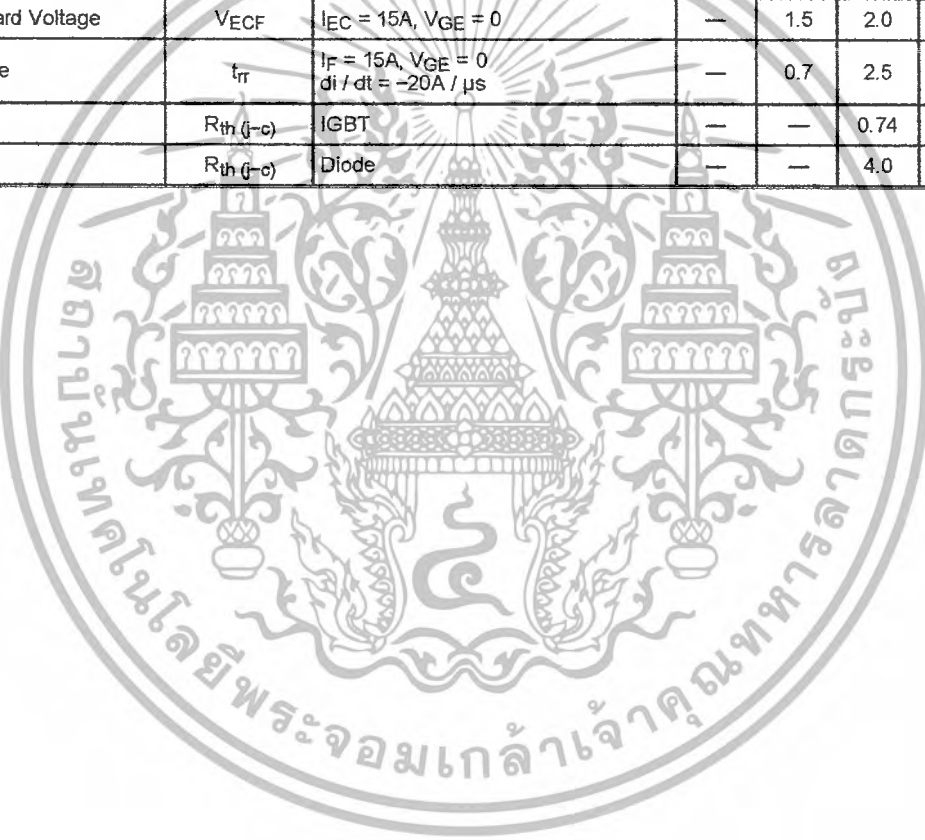 ard Voltage VECF IEC = 15A, VGE = 0 — 1.5 2.0
e trr IF = 15A, VGE = 0 — 0.7 2.5
di / dt = −20A / μs
Rth (j−c) IGBT — — 0.74
Rth (j−c) Diode — — 4.0
สถาบันเทคโนโลยีพระจอมเกล้าเจ้าคุณทหารลาดกระบัง